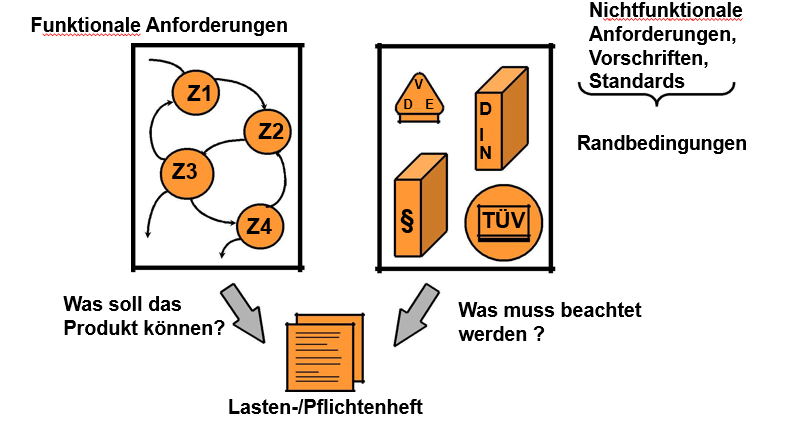 Funktionale Anforderungen
Nichtfunktionale
Anforderungen,
Vorschriften,
Standards
Randbedingungen
Z1
Z2
Z3
Z4
V
D E
D
I
N
§
TÜV
Was soll das
Produkt können?
Was muss beachtet
werden ?
Lasten-/Pflichtenheft